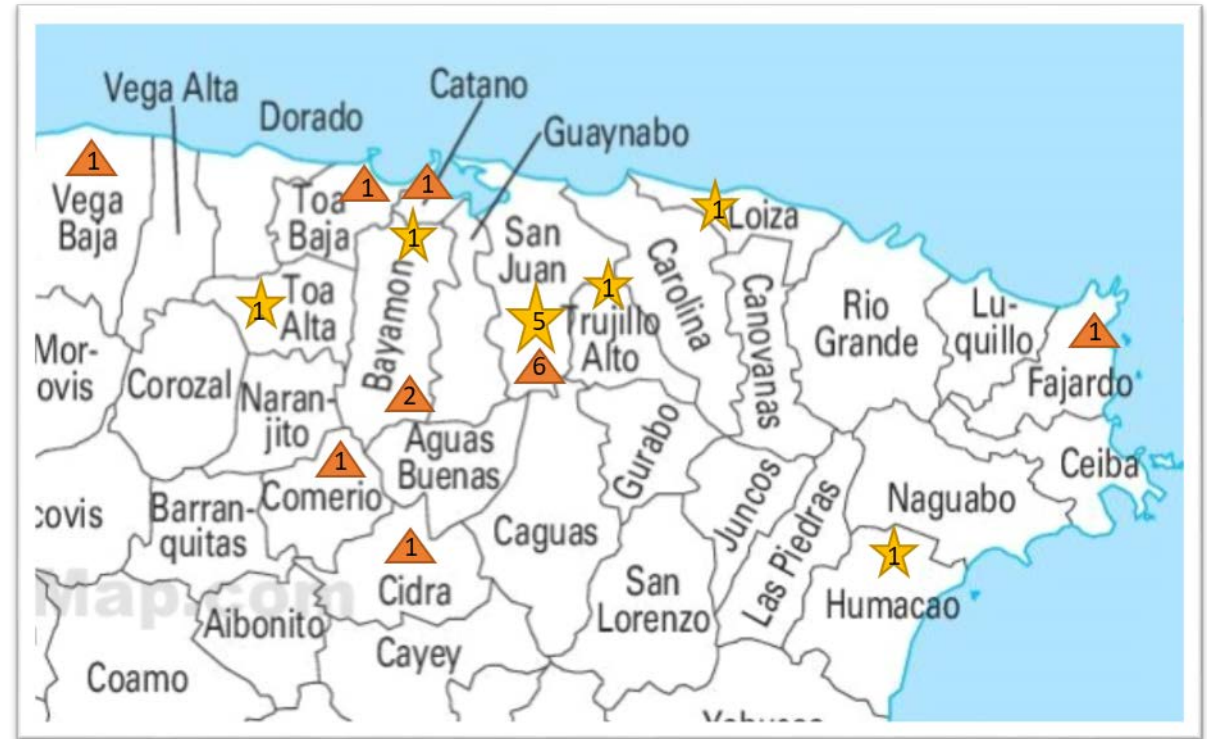 Vega Alta
Catano
Dorado
Guaynabo
1
Vega
Baja
Toa
Baja
1
1
1
San
Juan
1
Loiza
1
Toa
Alta
1
Bayamon
5
Trujillo
Alto
Carolina
Canovanas
Rio
Grande
Lu-
quillo
1
Fajardo
Mor-
ovis
Corozal
Naran-
jito
2
6
1
Comerio
Aguas
Buenas
Gurabo
Ceiba
covis
Barran-
quitas
Caguas
Juncos
Las Piedras
Naguabo
1
Cidra
San
Lorenzo
1
Humacao
Map.com
Aibonito
Cayey
Coamo